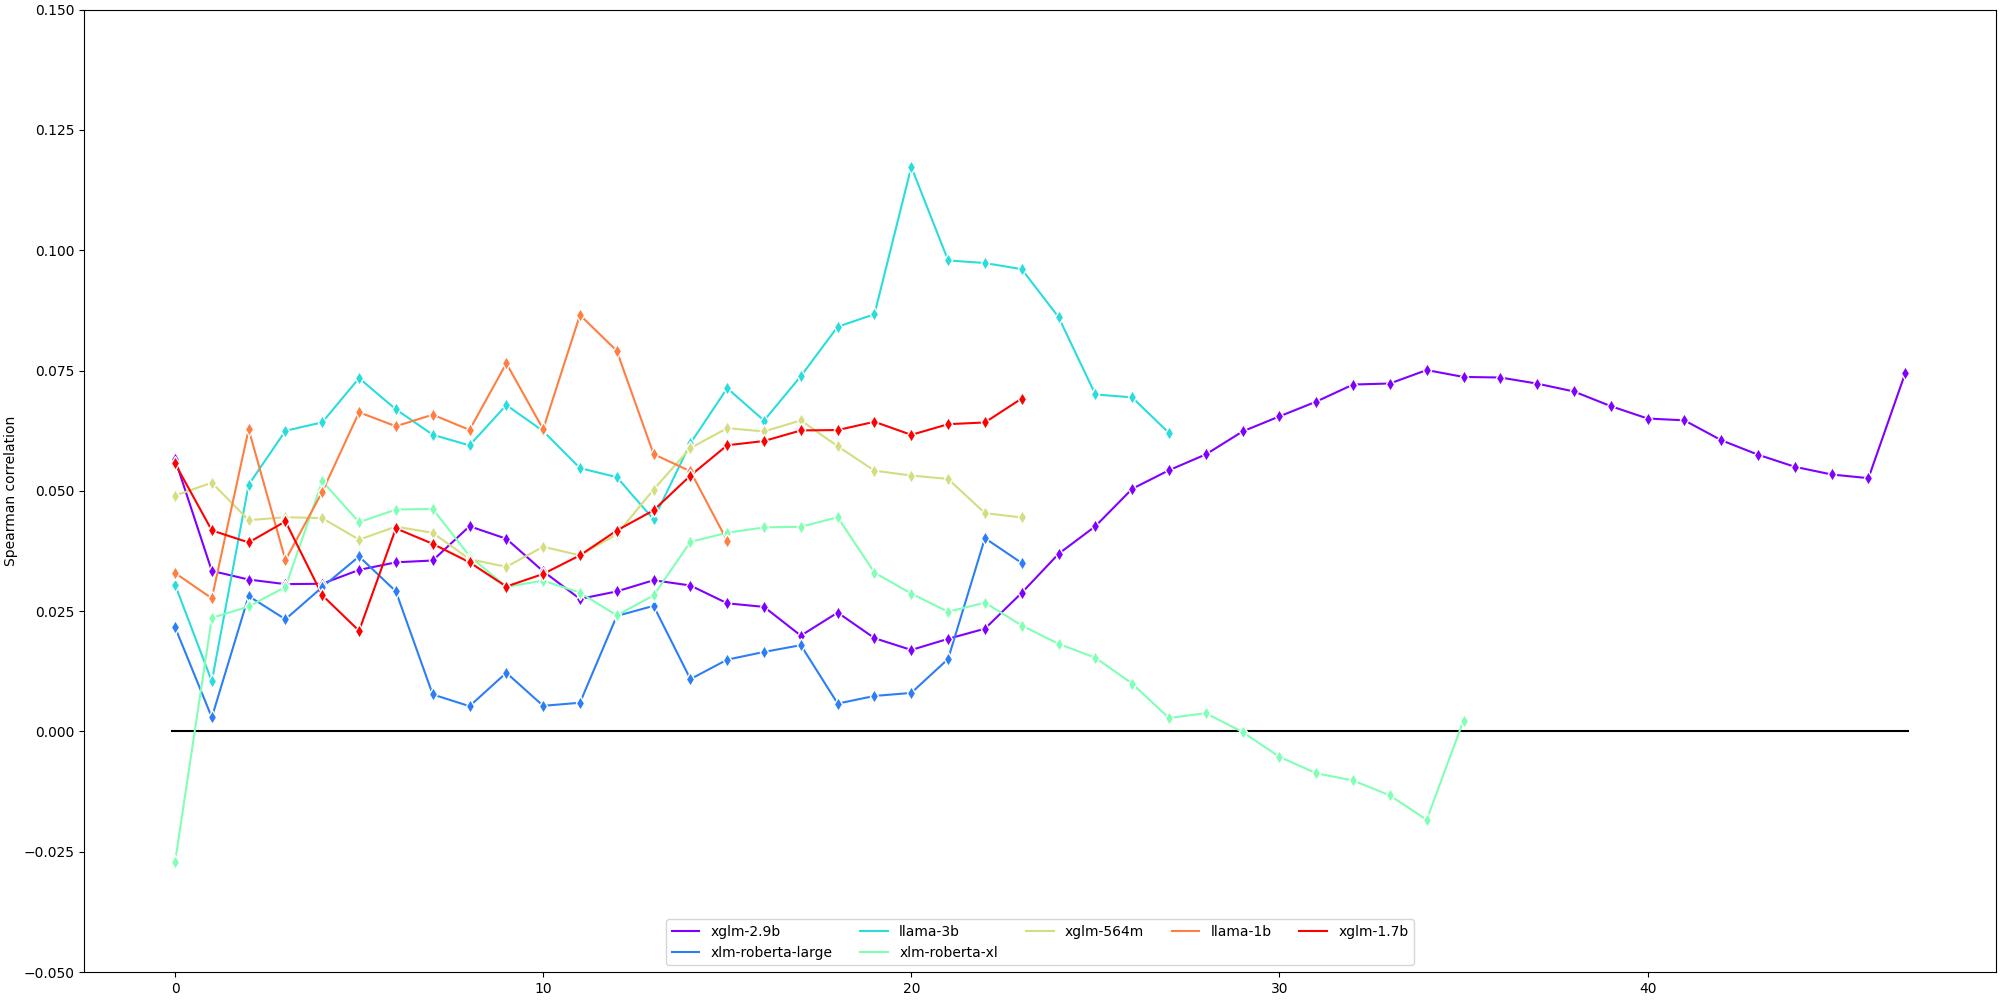 0.150
0.125
0.100
0.075
0.050
0.025
0.000
−0.025
−0.050
Spearman correlation
0 10 20 30 40
xglm-2.9b llama-3b xglm-564m llama-1b xglm-1.7b
xlm-roberta-large xlm-roberta-xl